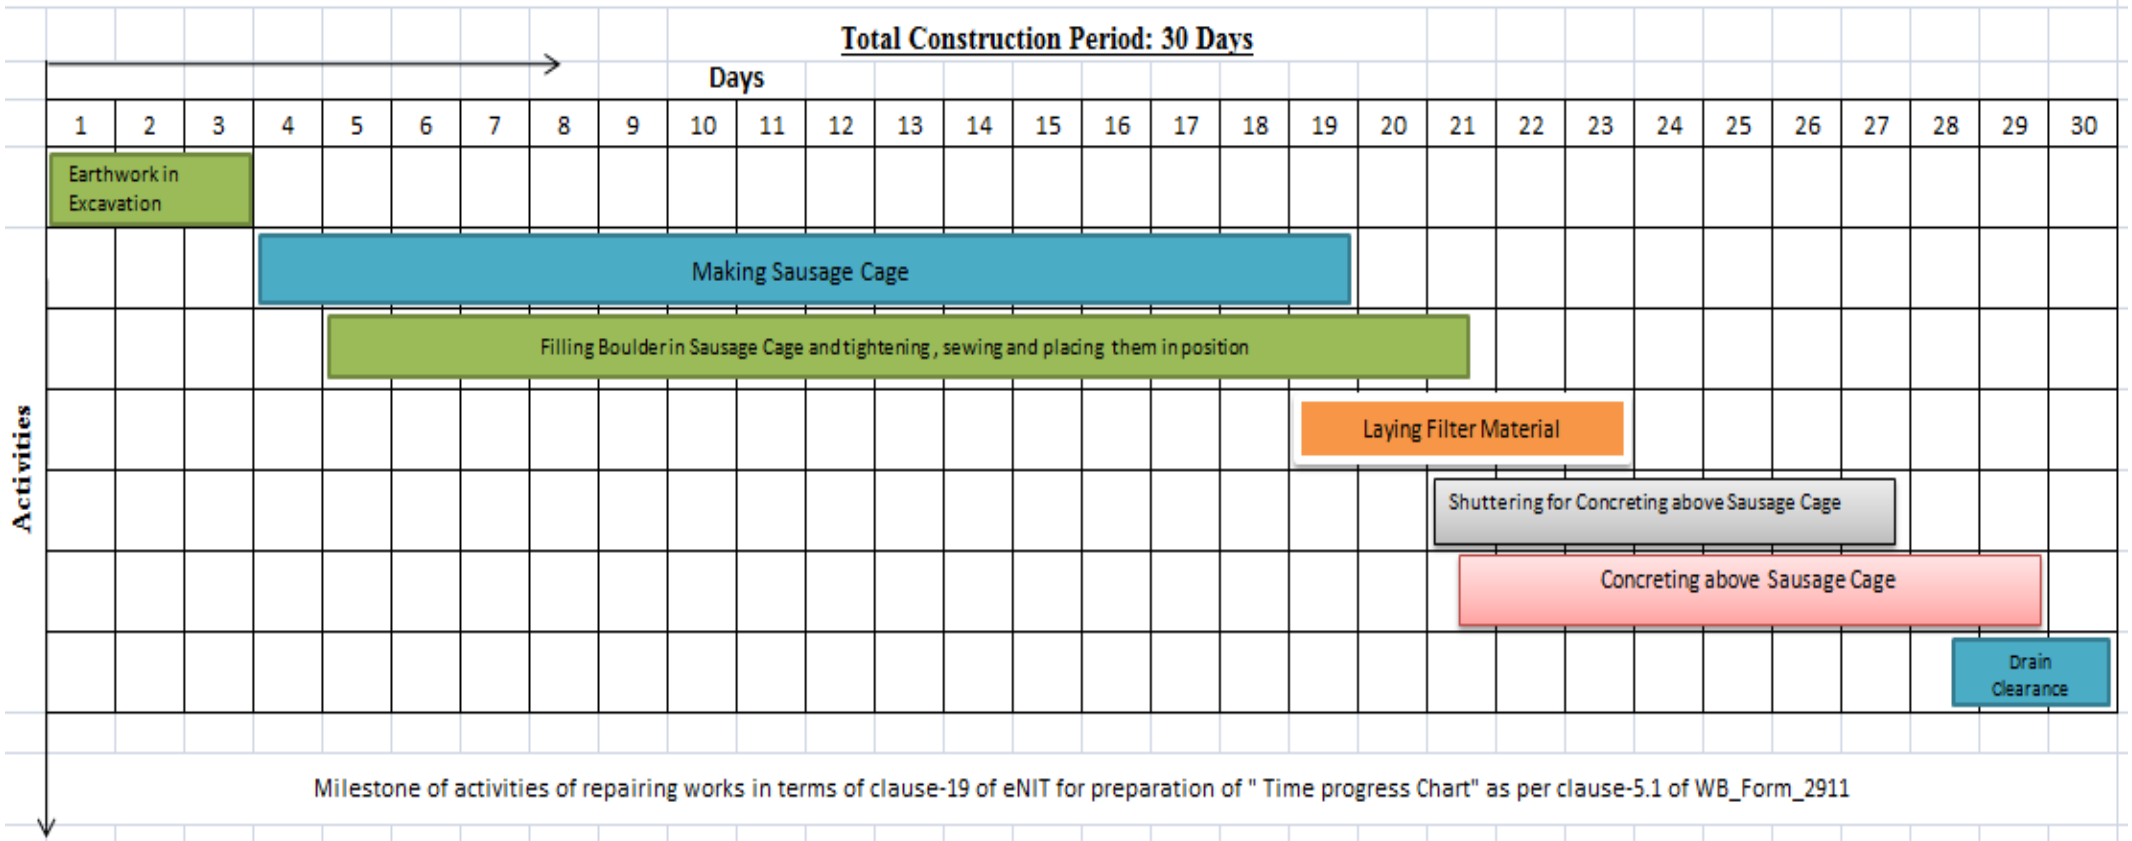 Total Construction Period: 30 Days
Days
1 2 3 4 5 6 7 8 9 10 11 12 13 14 15 16 17 18 19 20 21 22 23 24 25 26 27 28 29 30
Earthwork in
Excavation
Making Sausage Cage
Filling Boulder in Sausage Cage and tightening, sewing and placing them in position
Laying Filter Material
Activities
Shuttering for Concreting above Sausage Cage
Concreting above Sausage Cage
Drain
Clearance
Milestone of activities of repairing works in terms of clause-19 of eNIT for preparation of " Time progress Chart" as per clause-5.1 of WB_Form_2911